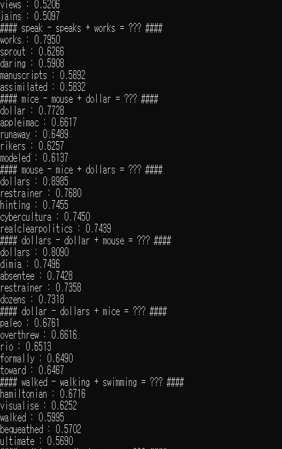 views : 0.5206
jains : 0.5097
#### speak - speaks + works = ??? ####
works : 0.7950
sprout : 0.6266
daring : 0.5908
manuscripts : 0.5892
assimilated : 0.5832
#### mice - mouse + dollar = ??? ####
dollar : 0.7728
appleimac : 0.6617
runaway : 0.6489
rikers : 0.6257
modeled : 0.6137
#### mouse - mice + dollars = ??? ####
dollars : 0.8985
restrainer : 0.7680
hinting : 0.7455
cybercultura : 0.7450
realclearpolitics : 0.7439
#### dollars - dollar + mouse = ??? ####
dollars : 0.8090
dimia : 0.7496
absentee : 0.7428
restrainer : 0.7358
dozens : 0.7318
#### dollar - dollars + mice = ??? ####
paleo : 0.6761
overthrew : 0.6616
rio : 0.6513
formally : 0.6490
toward : 0.6467
#### walked - walking + swimming = ??? ####
hamiltonian : 0.6716
visualise : 0.6252
walked : 0.5995
bequeathed : 0.5702
ultimate : 0.5690